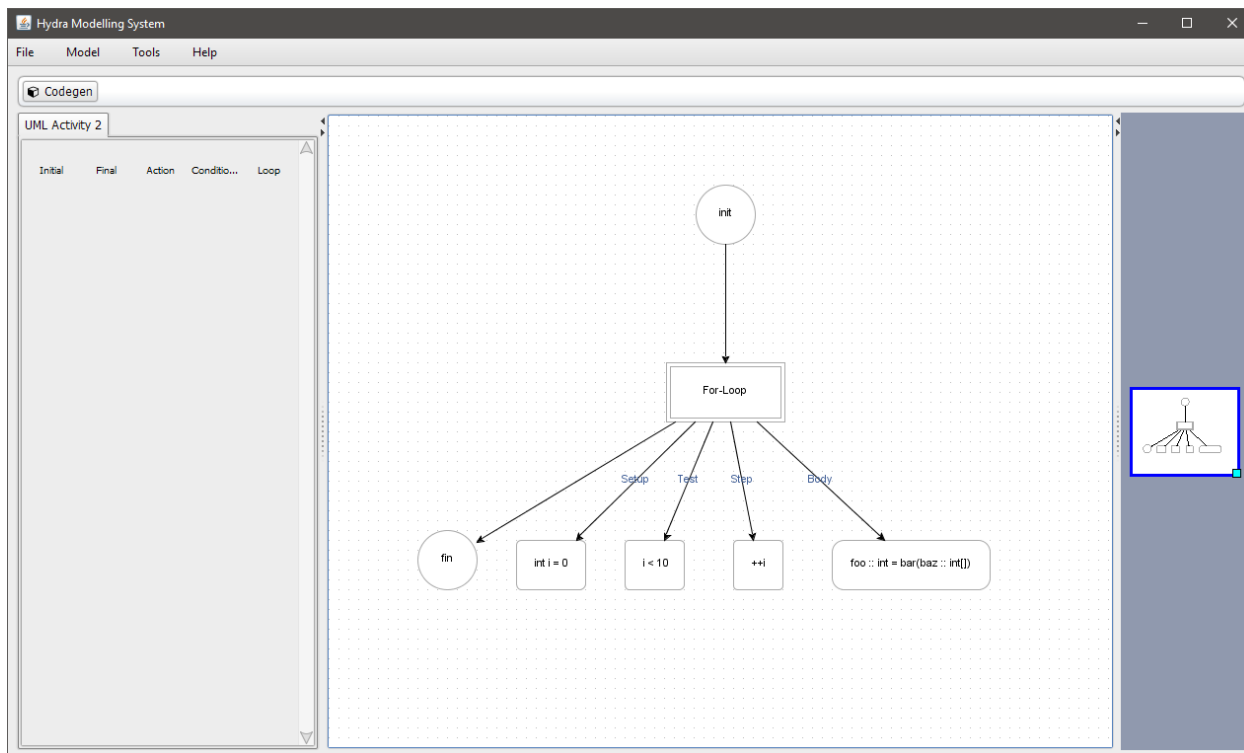 Hydra Modelling System
File Model Tools Help
Codegen
UML Activity 2
Initial Final Action Conditio... Loop
init
For-Loop
Setup Test Step Body
fin int i = 0 i < 10 ++i foo :: int = bar(baz :: int[])